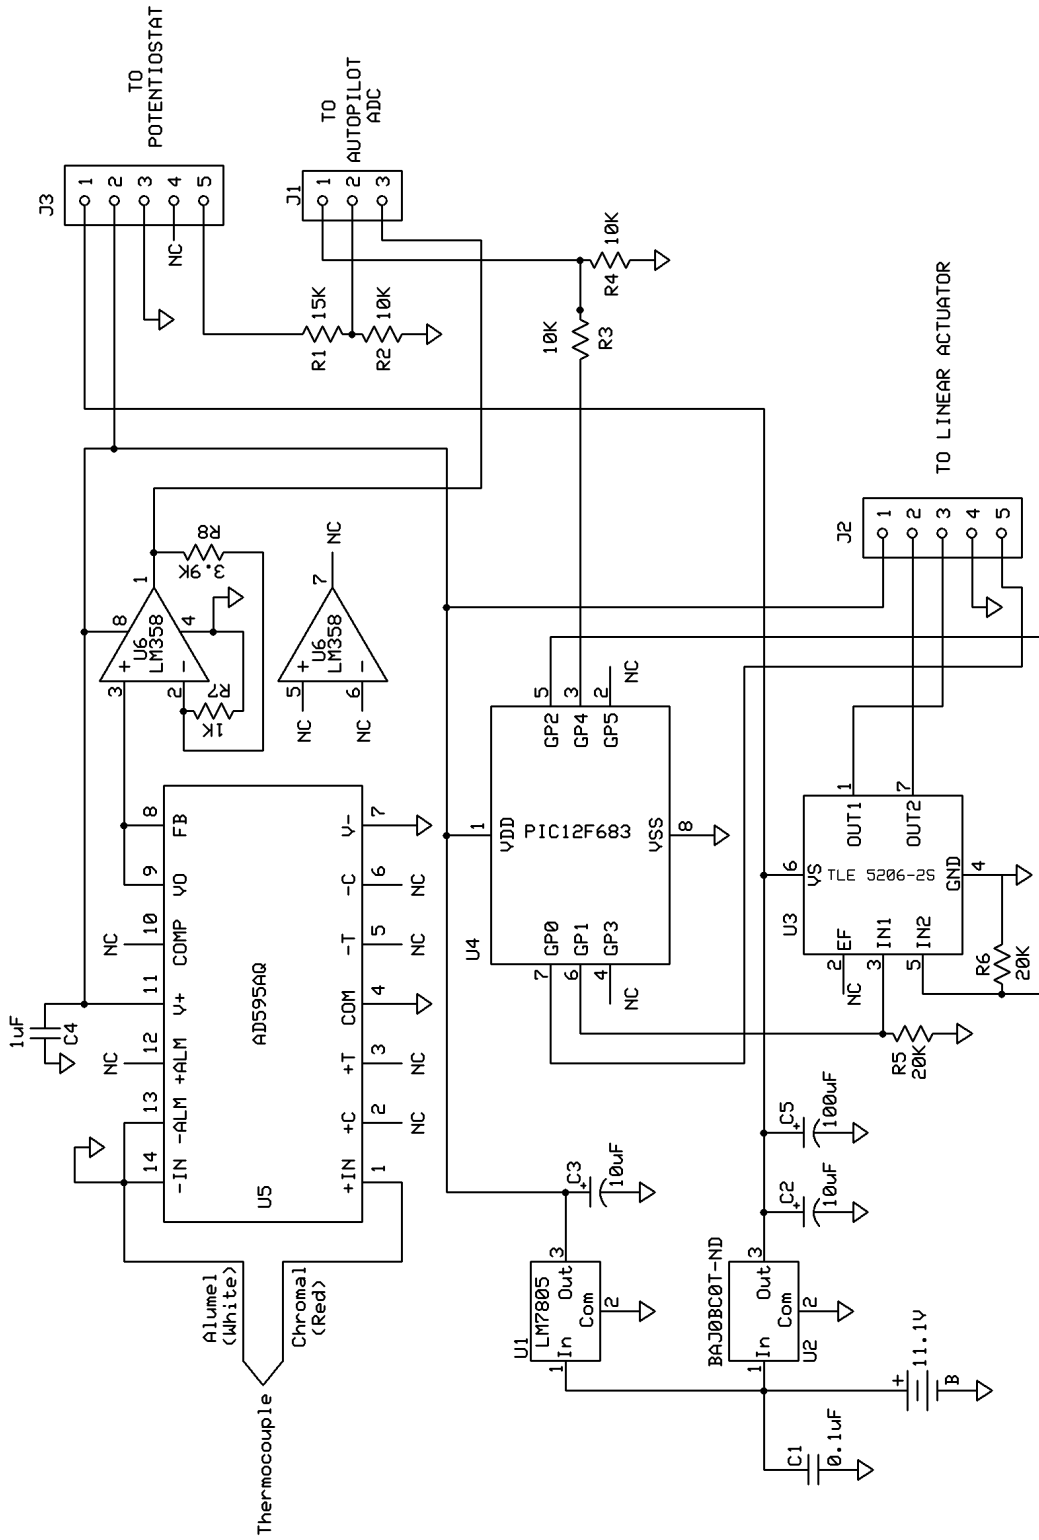 TO
POTENTIOSTAT
J3
1
2
3
4
5
NC
TO
AUTOPILOT
ADC
J1
1
2
3
R1
15K
R2
10K
R4
10K
10K
R3
TO LINEAR ACTUATOR
J2
1
2
3
4
5
U6
LM358
+
-
3
2
8
4
1
R8
3.9K
R7
1K
U6
LM358
+
-
5
6
7
NC
NC
NC
1uF
C4
AD595AQ
U5
14
-IN
13
-ALM
12
+ALM
NC
11
V+
10
COMP
NC
9
VO
8
FB
1
+IN
2
+C
NC
3
+T
NC
4
COM
5
-T
NC
6
-C
NC
7
V-
Alumel
(White)
Chromal
(Red)
Thermocouple
U4
PIC12F683
1
VDD
8
VSS
7
GP0
6
GP1
4
GP3
NC
5
GP2
3
GP4
2
GP5
NC
U3
TLE 5206-2S
6
VS
4
GND
2
EF
NC
3
IN1
5
IN2
1
OUT1
7
OUT2
R6
20K
R5
20K
U1
LM7805
1
In
Out
3
Com
2
C3
+
10uF
BAJ0BC0T-ND
U2
1
In
Out
3
Com
2
C2
+
10uF
C5
+
100uF
C1
0.1uF
+
11.1V
B